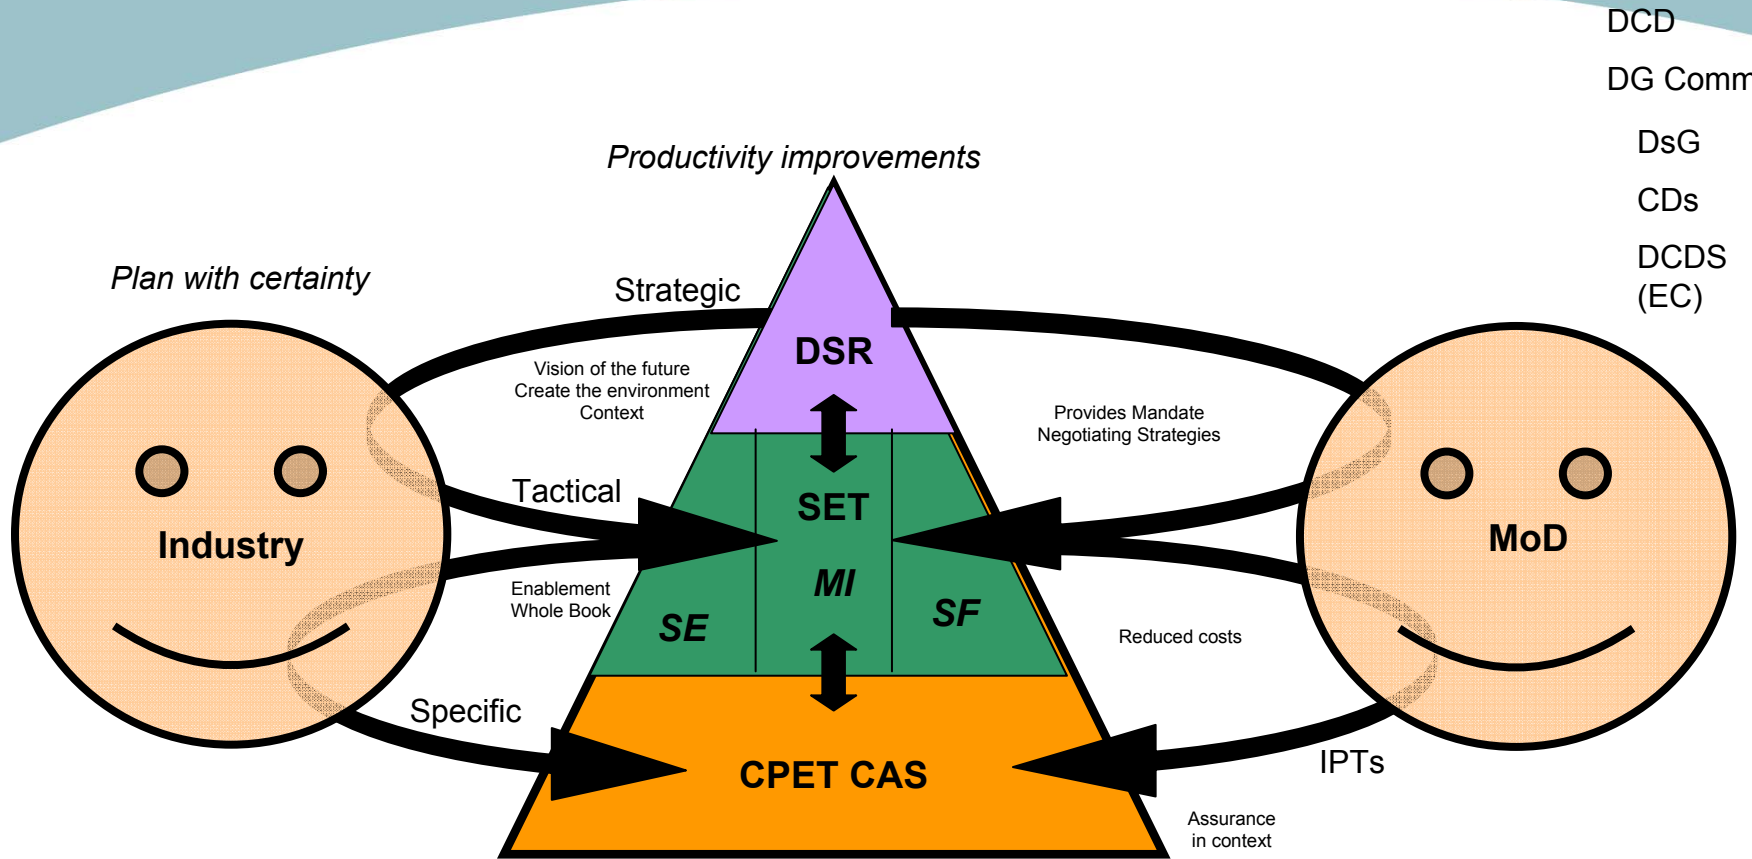 DCD
DG Comm
DsG
CDs
DCDS
(EC)
Productivity improvements
Plan with certainty
Strategic
Vision of the future
Create the environment
Context
DSR
Provides Mandate
Negotiating Strategies
Tactical
SET
Industry
MoD
Enablement
Whole Book
MI
SE
SF
Reduced costs
Specific
CPET CAS
IPTs
Assurance
in context